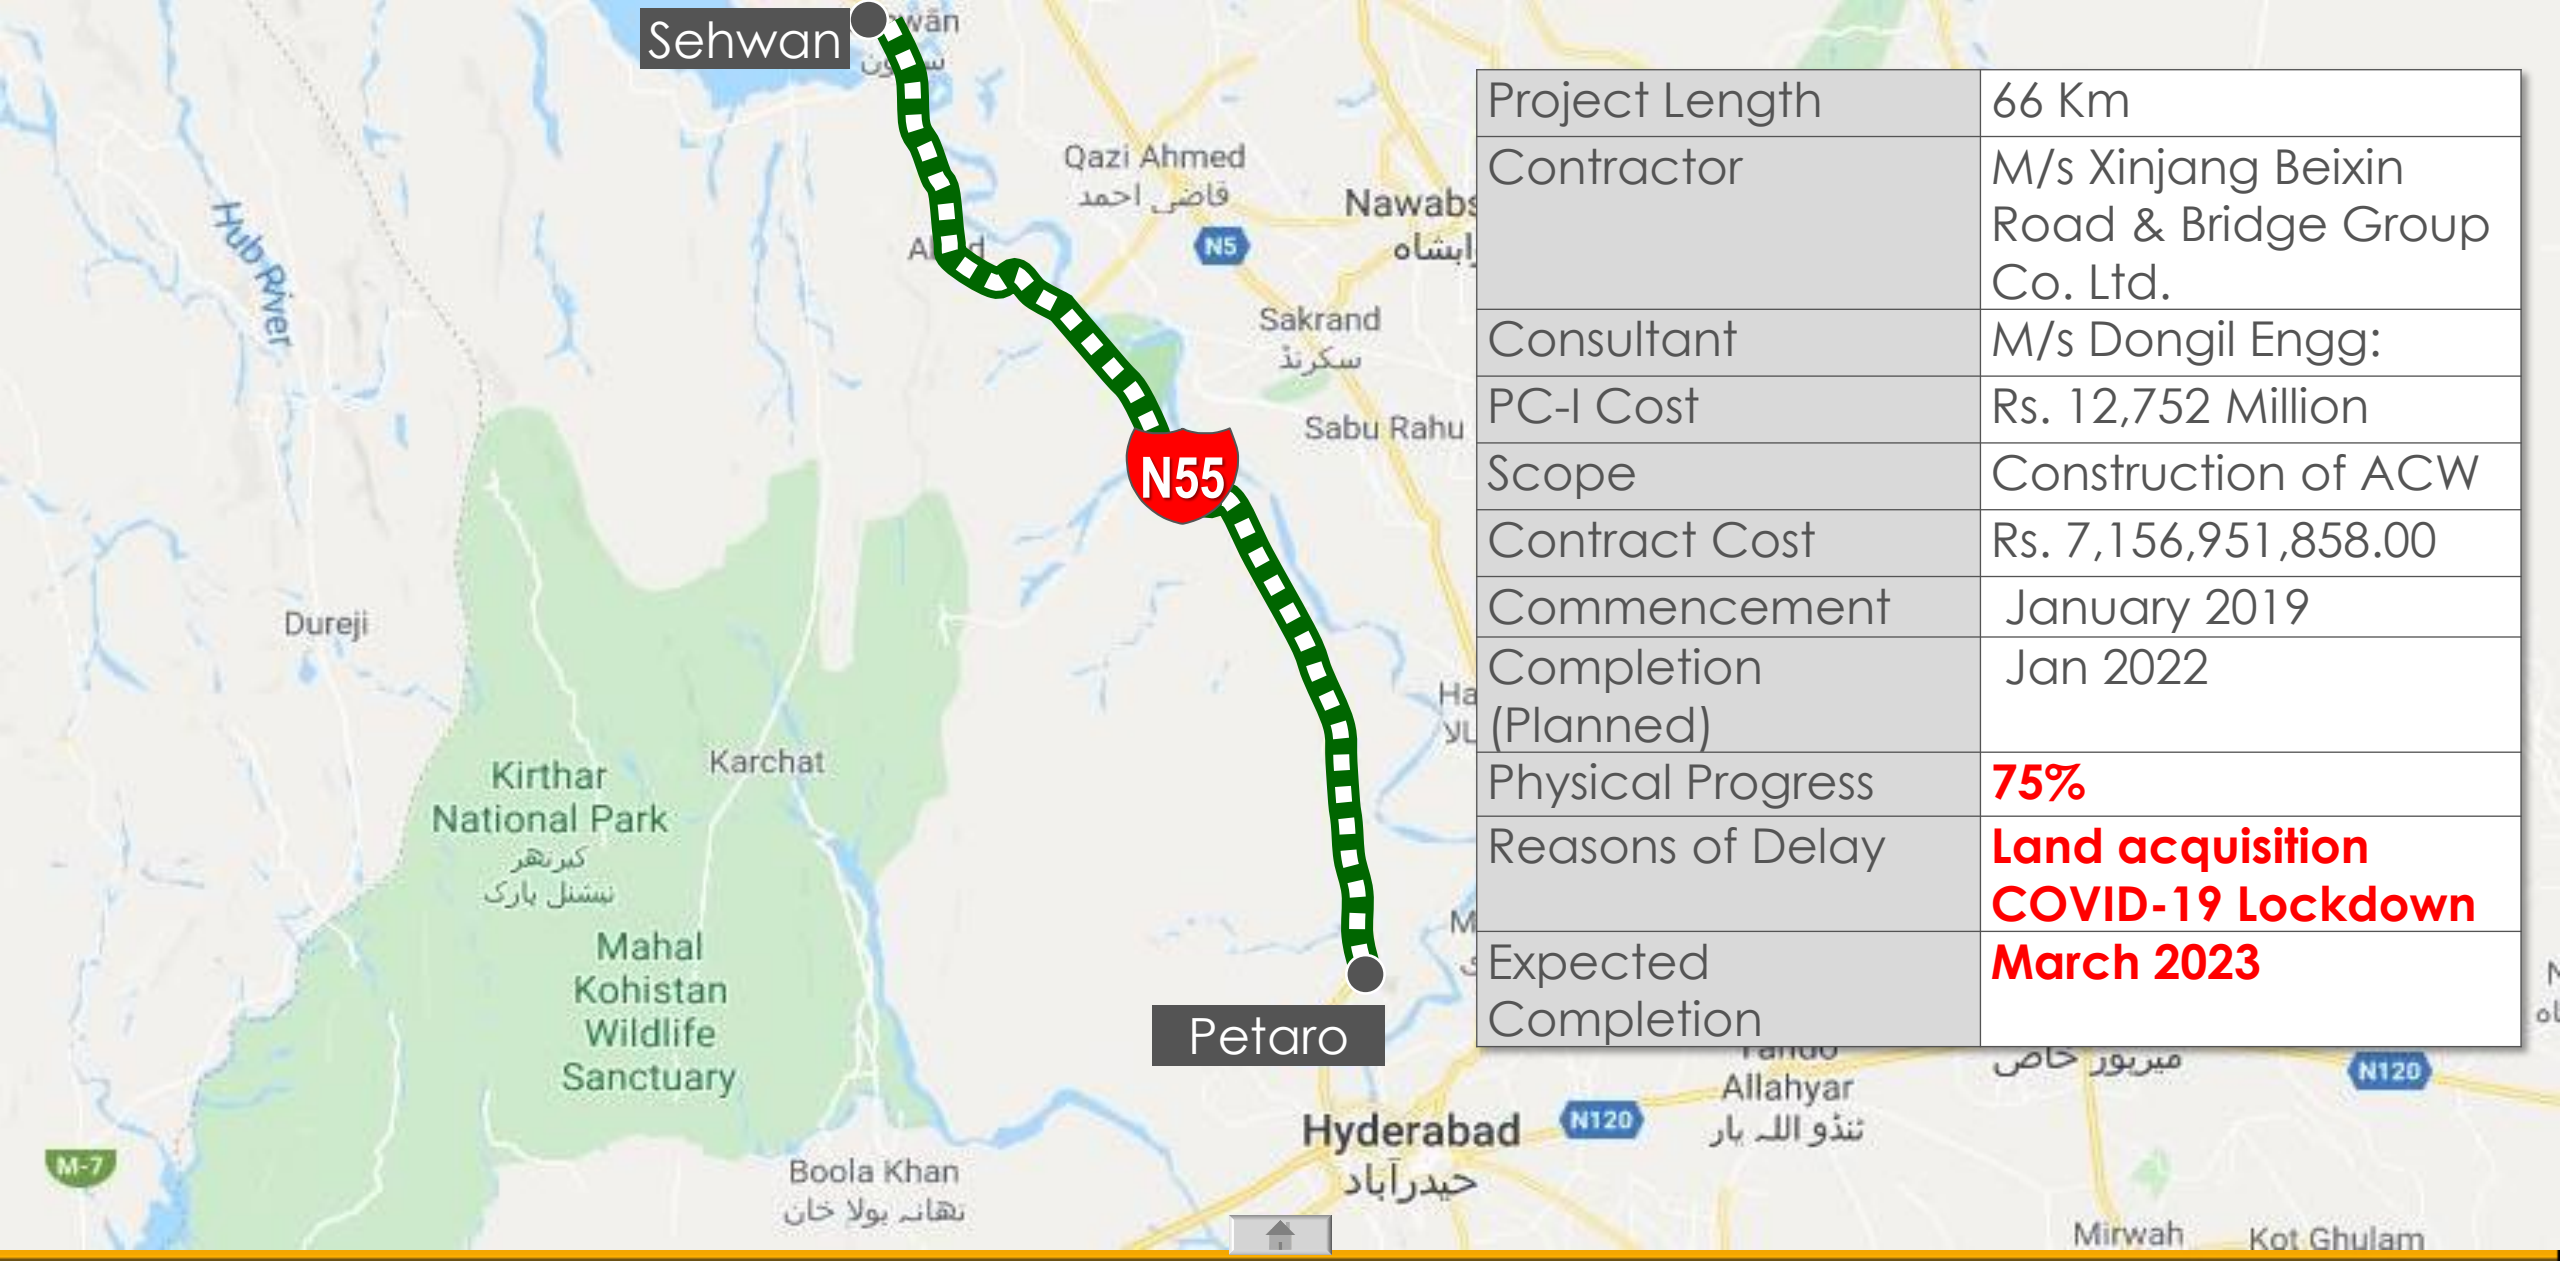 Sehwan
wān
Qazi Ahmed
قاضی احمد
N5
Sakrand
سکرنڈ
Sabu Rahu
N55
Hub River
Dureji
Karchat
Kirthar
National Park
کیرتھر
نیشنل پارک
Mahal
Kohistan
Wildlife
Sanctuary
Petaro
Hyderabad
حیدرآباد
N120
Allahyar
ٹنڈو اللہ یار
میرپور خاص
N120
M-7
Boola Khan
تھانہ بولا خان
Mirwah
Kot Ghulam
Project Length 66 Km
Contractor M/s Xinjang Beixin
Road & Bridge Group
Co. Ltd.
Consultant M/s Dongil Engg:
PC-I Cost Rs. 12,752 Million
Scope Construction of ACW
Contract Cost Rs. 7,156,951,858.00
Commencement January 2019
Completion Jan 2022
(Planned)
Physical Progress 75%
Reasons of Delay Land acquisition
COVID-19 Lockdown
Expected March 2023
Completion